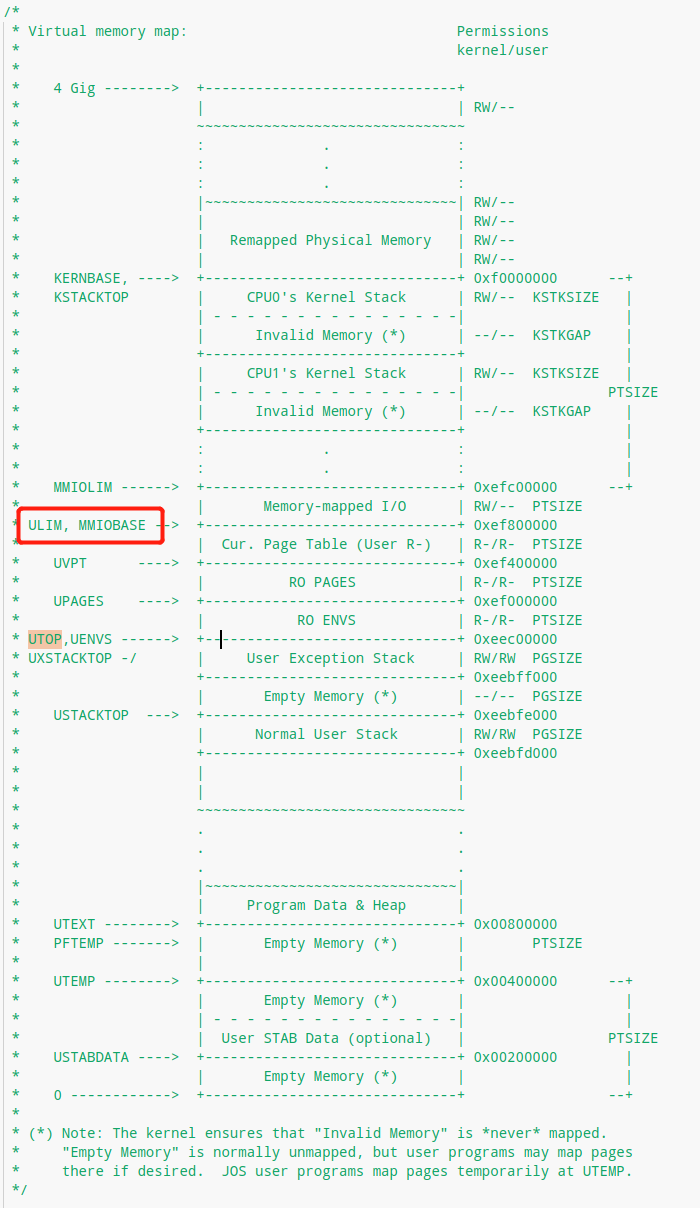 /*
 * Virtual memory map:                                Permissions
 *                                                    kernel/user
 *
 *    4 Gig -------->  +------------------------------+
 *                     |                              | RW/--
 *                     ~~~~~~~~~~~~~~~~~~~~~~~~~~~~~~~~
 *                     :              .               :
 *                     :              .               :
 *                     :              .               :
 *                     |~~~~~~~~~~~~~~~~~~~~~~~~~~~~~~| RW/--
 *                     |                              | RW/--
 *                     |   Remapped Physical Memory   | RW/--
 *                     |                              | RW/--
 *    KERNBASE, ---->  +------------------------------+ 0xf0000000      --+
 *    KSTACKTOP        |     CPU0's Kernel Stack      | RW/--  KSTKSIZE   |
 *                     | - - - - - - - - - - - - - - -|                   |
 *                     |      Invalid Memory (*)      | --/--  KSTKGAP    |
 *                     +------------------------------+                   |
 *                     |     CPU1's Kernel Stack      | RW/--  KSTKSIZE   |
 *                     | - - - - - - - - - - - - - - -|                 PTSIZE
 *                     |      Invalid Memory (*)      | --/--  KSTKGAP    |
 *                     +------------------------------+                   |
 *                     :              .               :                   |
 *                     :              .               :                   |
 *    MMIOLIM ------>  +------------------------------+ 0xefc00000      --+
 *                     |       Memory-mapped I/O      | RW/--  PTSIZE
 * ULIM, MMIOBASE -->  +------------------------------+ 0xef800000
 *                     |  Cur. Page Table (User R-)   | R-/R-  PTSIZE
 *    UVPT      ---->  +------------------------------+ 0xef400000
 *                     |          RO PAGES            | R-/R-  PTSIZE
 *    UPAGES    ---->  +------------------------------+ 0xef000000
 *                     |           RO ENVS            | R-/R-  PTSIZE
 * UTOP,UENVS ------>  +------------------------------+ 0xeec00000
 * UXSTACKTOP -/       |     User Exception Stack     | RW/RW  PGSIZE
 *                     +------------------------------+ 0xeebff000
 *                     |       Empty Memory (*)       | --/--  PGSIZE
 *    USTACKTOP  --->  +------------------------------+ 0xeebfe000
 *                     |      Normal User Stack       | RW/RW  PGSIZE
 *                     +------------------------------+ 0xeebfd000
 *                     |                              |
 *                     |                              |
 *                     ~~~~~~~~~~~~~~~~~~~~~~~~~~~~~~~~
 *                     .                              .
 *                     .                              .
 *                     .                              .
 *                     |~~~~~~~~~~~~~~~~~~~~~~~~~~~~~~|
 *                     |     Program Data & Heap      |
 *    UTEXT -------->  +------------------------------+ 0x00800000
 *    PFTEMP ------->  |       Empty Memory (*)       |        PTSIZE
 *                     |                              |
 *    UTEMP -------->  +------------------------------+ 0x00400000      --+
 *                     |       Empty Memory (*)       |                   |
 *                     | - - - - - - - - - - - - - - -|                   |
 *                     |  User STAB Data (optional)   |                 PTSIZE
 *    USTABDATA ---->  +------------------------------+ 0x00200000        |
 *                     |       Empty Memory (*)       |                   |
 *    0 ------------>  +------------------------------+                 --+
 *
 * (*) Note: The kernel ensures that "Invalid Memory" is *never* mapped.
 *     "Empty Memory" is normally unmapped, but user programs may map pages
 *     there if desired.  JOS user programs map pages temporarily at UTEMP.
 */